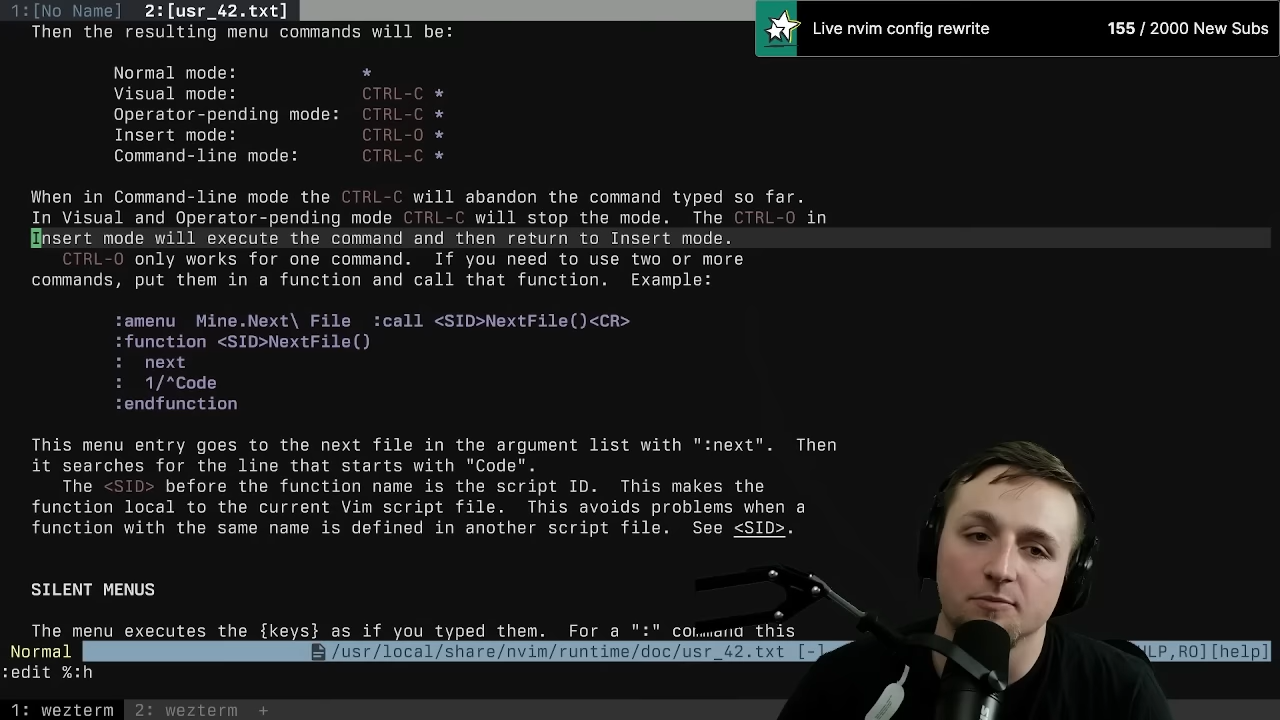 1:[No Name]  2:[usr_42.txt]
Live nvim config rewrite 155 / 2000 New Subs
Then the resulting menu commands will be:
Normal mode: *
Visual mode: CTRL-C *
Operator-pending mode: CTRL-C *
Insert mode: CTRL-O *
Command-line mode: CTRL-C *
When in Command-line mode the CTRL-C will abandon the command typed so far.
In Visual and Operator-pending mode CTRL-C will stop the mode.  The CTRL-O in
Insert mode will execute the command and then return to Insert mode.
CTRL-O only works for one command.  If you need to use two or more
commands, put them in a function and call that function.  Example:
:amenu  Mine.Next\ File  :call <SID>NextFile()<CR>
:function <SID>NextFile()
:  next
:  1/^Code
:endfunction
This menu entry goes to the next file in the argument list with ":next".  Then
it searches for the line that starts with "Code".
The <SID> before the function name is the script ID.  This makes the
function local to the current Vim script file.  This avoids problems when a
function with the same name is defined in another script file.  See <SID>.
SILENT MENUS
The menu executes the {keys} as if you typed them.  For a ":" command this
Normal /usr/local/share/nvim/runtime/doc/usr_42.txt [-] HLP,RO][help]
:edit %:h
1: wezterm  2: wezterm  +